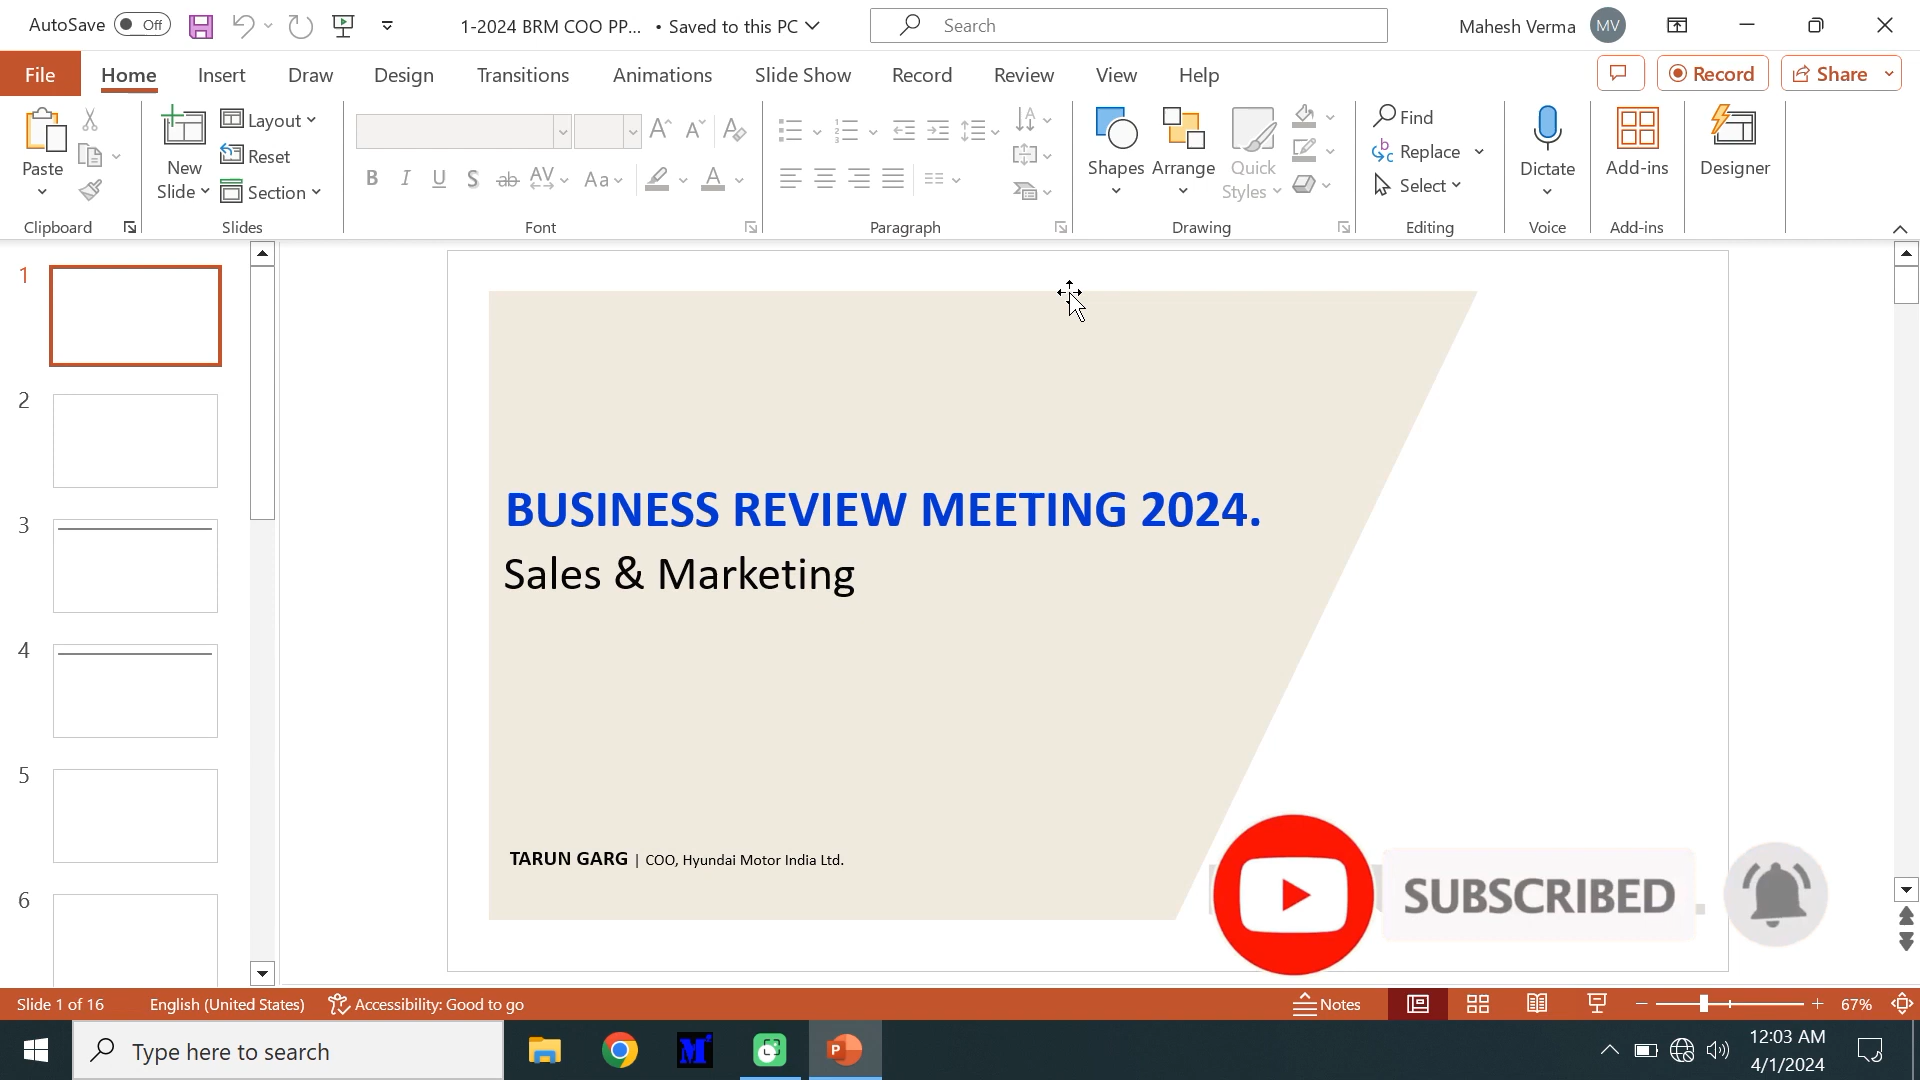 AutoSave Off 1-2024 BRM COO PP... • Saved to this PC Search Mahesh Verma MV
File Home Insert Draw Design Transitions Animations Slide Show Record Review View Help Record Share
Paste
New Slide
Layout
Reset
Section
Shapes
Arrange
Quick Styles
Find
Replace
Select
Dictate
Add-ins
Designer
Clipboard Slides Font Paragraph Drawing Editing Voice Add-ins
1
2
3
4
5
6
BUSINESS REVIEW MEETING 2024.
Sales & Marketing
TARUN GARG | COO, Hyundai Motor India Ltd.
SUBSCRIBED
Slide 1 of 16 English (United States) Accessibility: Good to go Notes 67%
Type here to search
12:03 AM
4/1/2024